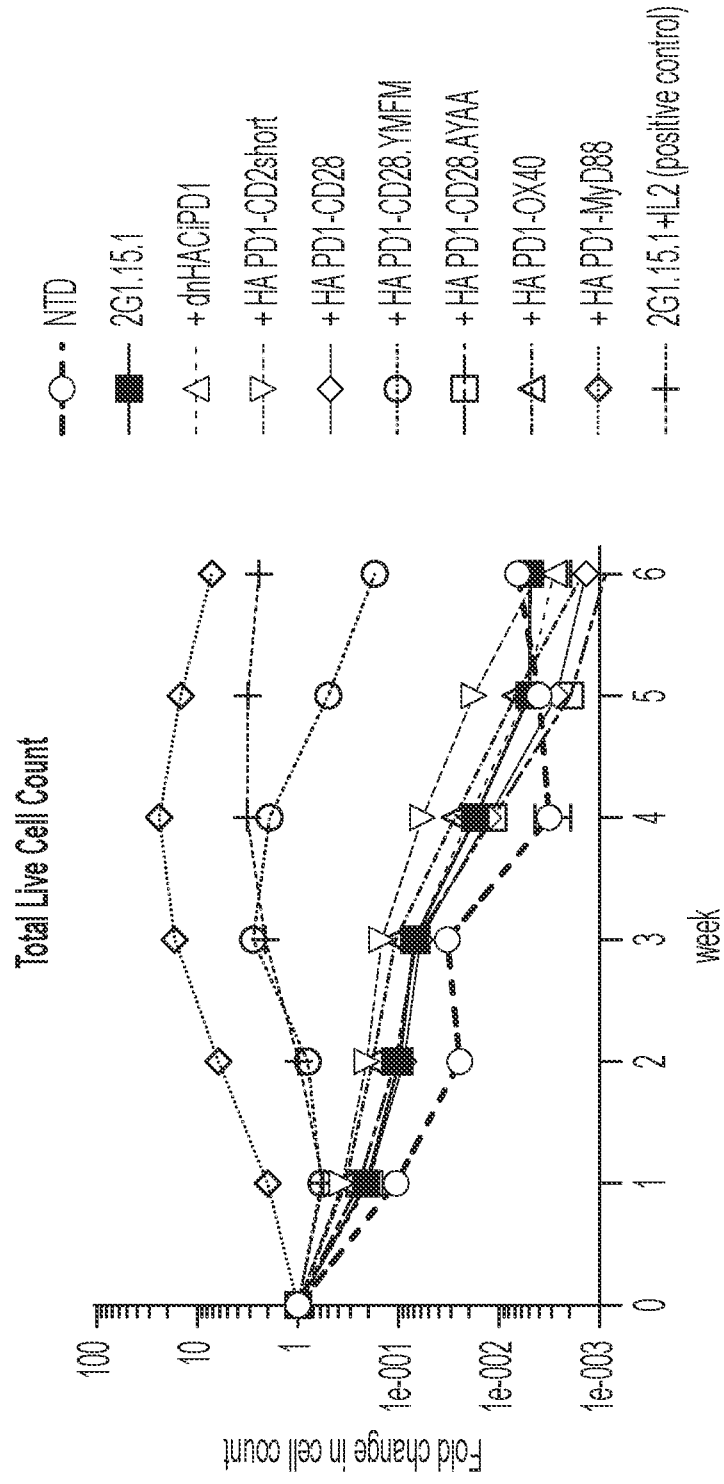 Total Live Cell Count
Fold change in cell count
100
10
1
1e-001
1e-002
1e-003
0
1
2
3
4
5
6
week
NTD
2G1.15.1
+dnHACiPD1
+HA PD1-CD2short
+HA PD1-CD28
+HA PD1-CD28.YMFM
+HA PD1-CD28.AYAA
+HA PD1-OX40
+HA PD1-MyD88
2G1.15.1+IL2 (positive control)